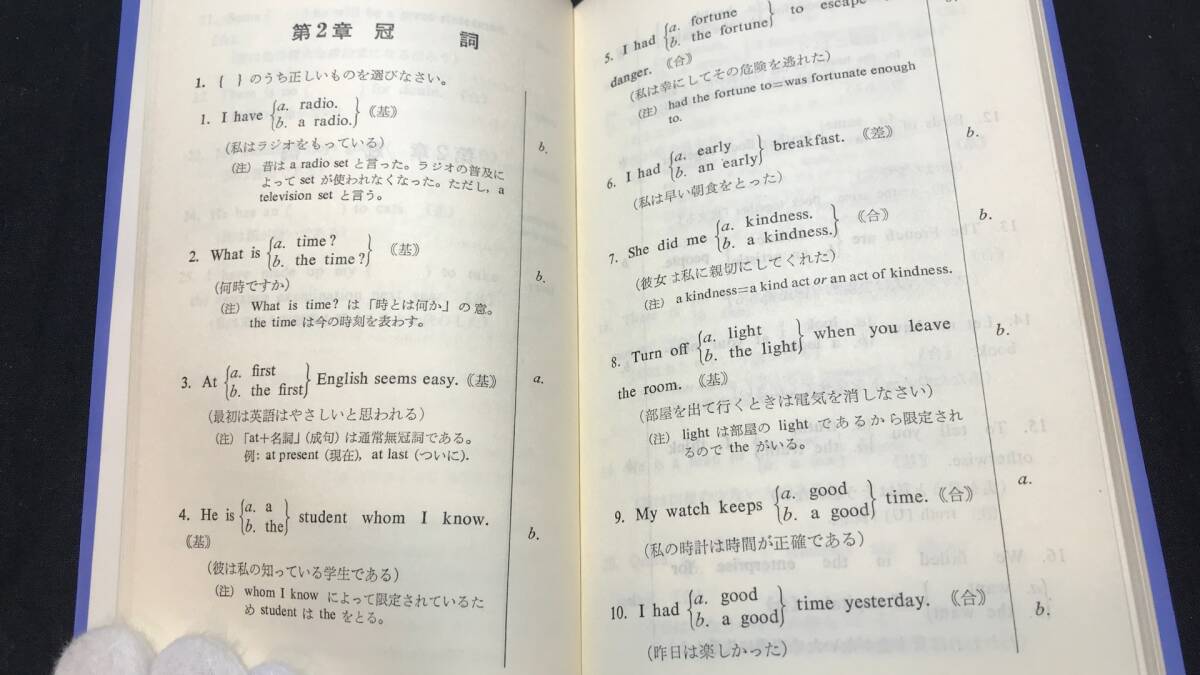 第2章 冠 詞
1. { } のうち正しいものを選びなさい。
1. I have {a. radio. b. a radio.} 《基》 b.
(私はラジオをもっている)
(注) 昔は a radio set と言った。ラジオの普及に
よって set が使われなくなった。ただし, a
television set と言う。
2. What is {a. time? b. the time?} 《基》 b.
(何時ですか)
(注) What is time? は「時とは何か」の意。
the time は今の時刻を表わす。
3. At {a. first b. the first} English seems easy. 《基》 a.
(最初は英語はやさしいと思われる)
(注) 「at+名詞」(成句) は通常無冠詞である。
例: at present (現在), at last (ついに).
4. He is {a. a b. the} student whom I know. b.
《基》
(彼は私の知っている学生である)
(注) whom I know によって限定されているた
め student は the をとる。
5. I had {a. fortune b. the fortune} to escape
danger. 《合》
(私は幸にしてその危険を逃れた)
(注) had the fortune to=was fortunate enough
to.
6. I had {a. early b. an early} breakfast. 《差》 b.
(私は早い朝食をとった)
7. She did me {a. kindness. b. a kindness.} 《合》 b.
(彼女は私に親切にしてくれた)
(注) a kindness=a kind act or an act of kindness.
8. Turn off {a. light b. the light} when you leave b.
the room. 《基》
(部屋を出て行くときは電気を消しなさい)
(注) light は部屋の light であるから限定され
るので the がいる。
9. My watch keeps {a. good b. a good} time. 《合》 a.
(私の時計は時間が正確である)
10. I had {a. good b. a good} time yesterday. 《合》 b.
(昨日は楽しかった)